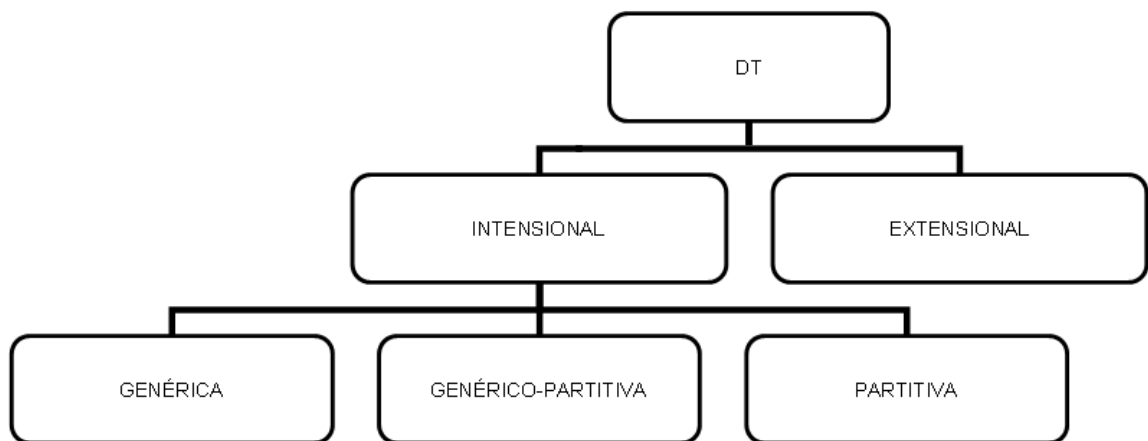 DT
INTENSIONAL
EXTENSIONAL
GENÉRICA
GENÉRICO-PARTITIVA
PARTITIVA